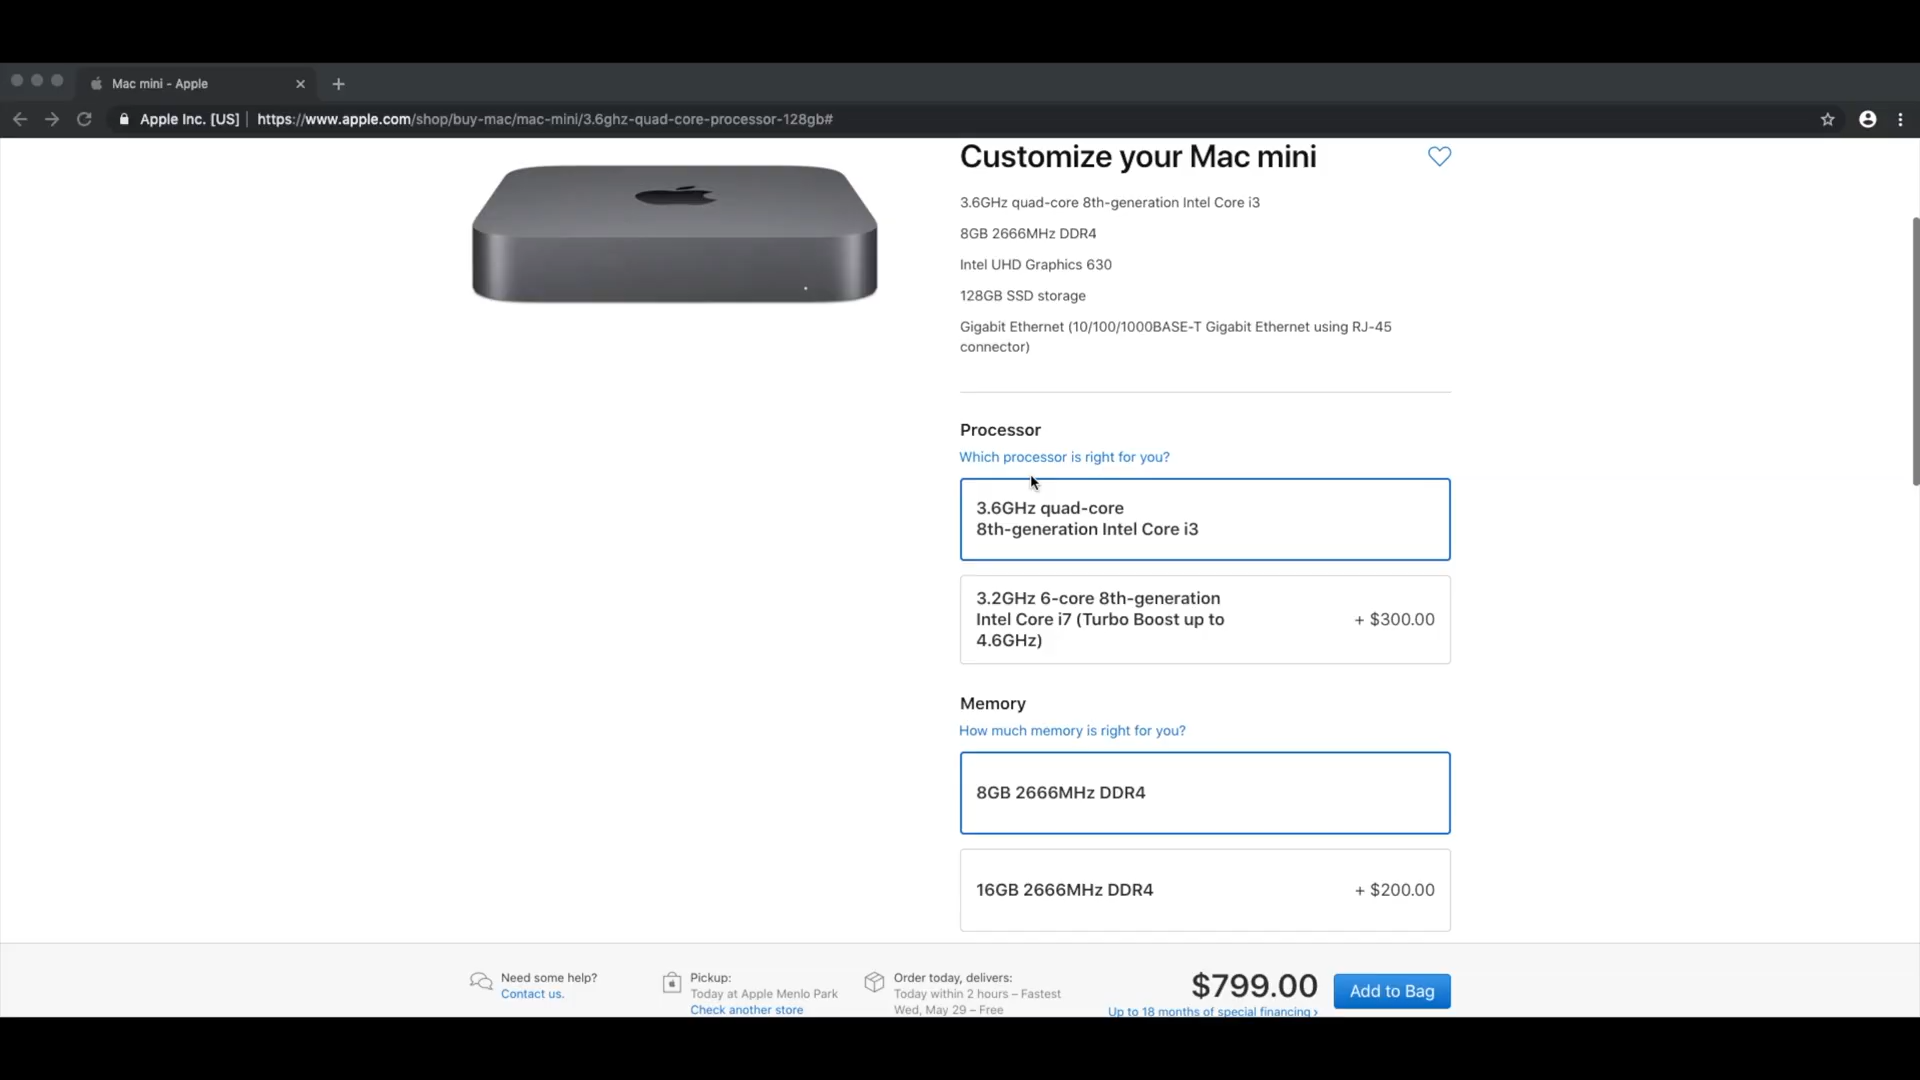 Mac mini - Apple
Apple Inc. [US] | https://www.apple.com/shop/buy-mac/mac-mini/3.6ghz-quad-core-processor-128gb#
Customize your Mac mini
3.6GHz quad-core 8th-generation Intel Core i3
8GB 2666MHz DDR4
Intel UHD Graphics 630
128GB SSD storage
Gigabit Ethernet (10/100/1000BASE-T Gigabit Ethernet using RJ-45
connector)
Processor
Which processor is right for you?
3.6GHz quad-core
8th-generation Intel Core i3
3.2GHz 6-core 8th-generation
Intel Core i7 (Turbo Boost up to
4.6GHz)
+ $300.00
Memory
How much memory is right for you?
8GB 2666MHz DDR4
16GB 2666MHz DDR4
+ $200.00
Need some help?
Contact us.
Pickup:
Today at Apple Menlo Park
Check another store
Order today, delivers:
Today within 2 hours – Fastest
Wed, May 29 – Free
$799.00
Up to 18 months of special financing ›
Add to Bag